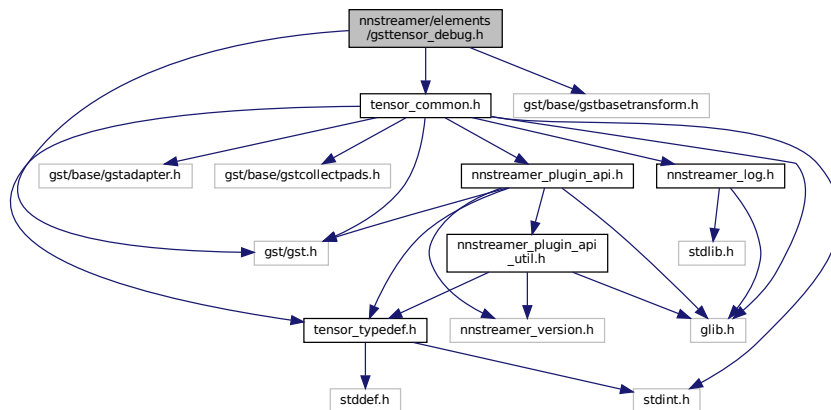 nnstreamer/elements
/gsttensor_debug.h
tensor_common.h
gst/base/gstbasetransform.h
gst/base/gstadapter.h
gst/base/gstcollectpads.h
nnstreamer_plugin_api.h
nnstreamer_log.h
gst/gst.h
nnstreamer_plugin_api
_util.h
stdlib.h
tensor_typedef.h
nnstreamer_version.h
glib.h
stddef.h
stdint.h